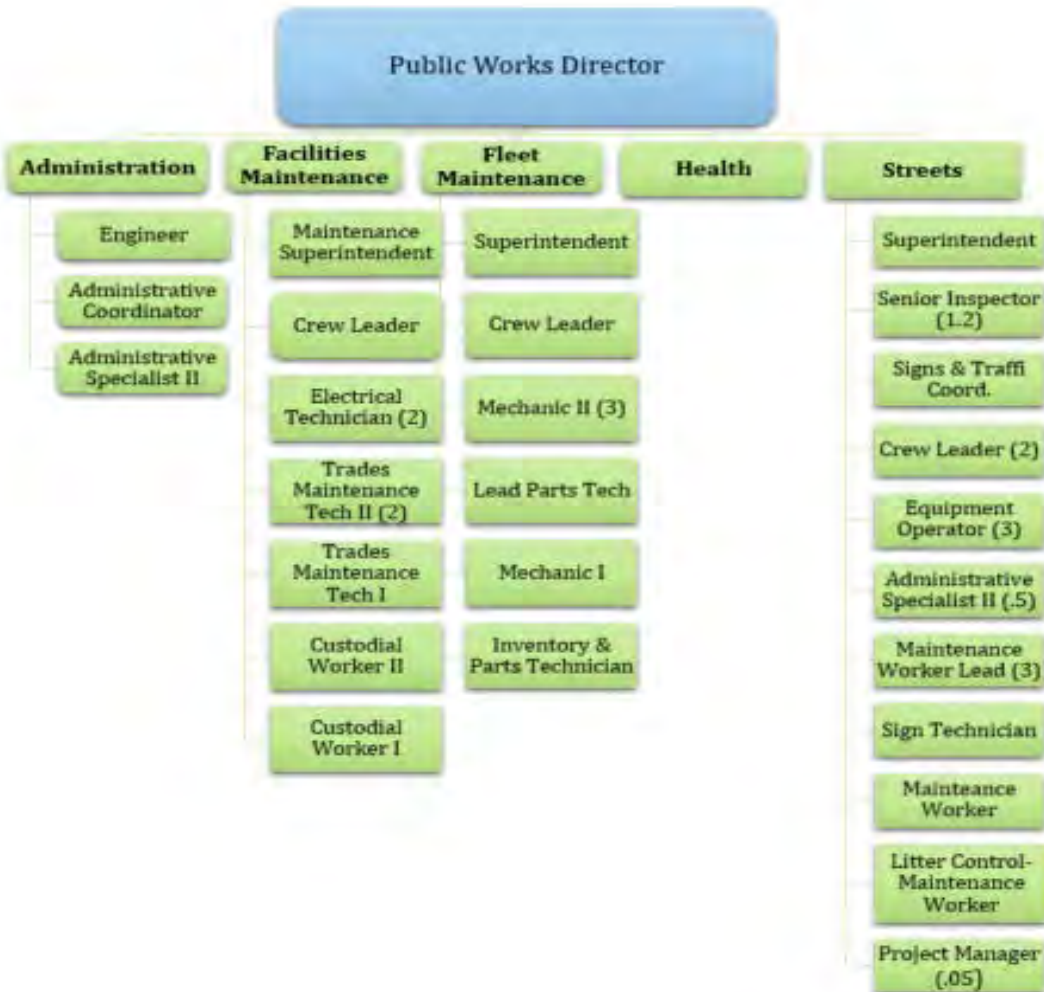 Public Works Director
Administration
Engineer
Administrative
Coordinator
Administrative
Specialist II
Facilities
Maintenance
Maintenance
Superintendent
Crew Leader
Electrical
Technician (2)
Trades
Maintenance
Tech II (2)
Trades
Maintenance
Tech I
Custodial
Worker II
Custodial
Worker I
Fleet
Maintenance
Superintendent
Crew Leader
Mechanic II (3)
Lead Parts Tech
Mechanic I
Inventory &
Parts Technician
Health
Streets
Superintendent
Senior Inspector
(1.2)
Signs & Traffi
Coord.
Crew Leader (2)
Equipment
Operator (3)
Administrative
Specialist II (.5)
Maintenance
Worker Lead (3)
Sign Technician
Mainteance
Worker
Litter Control-
Maintenance
Worker
Project Manager
(.05)